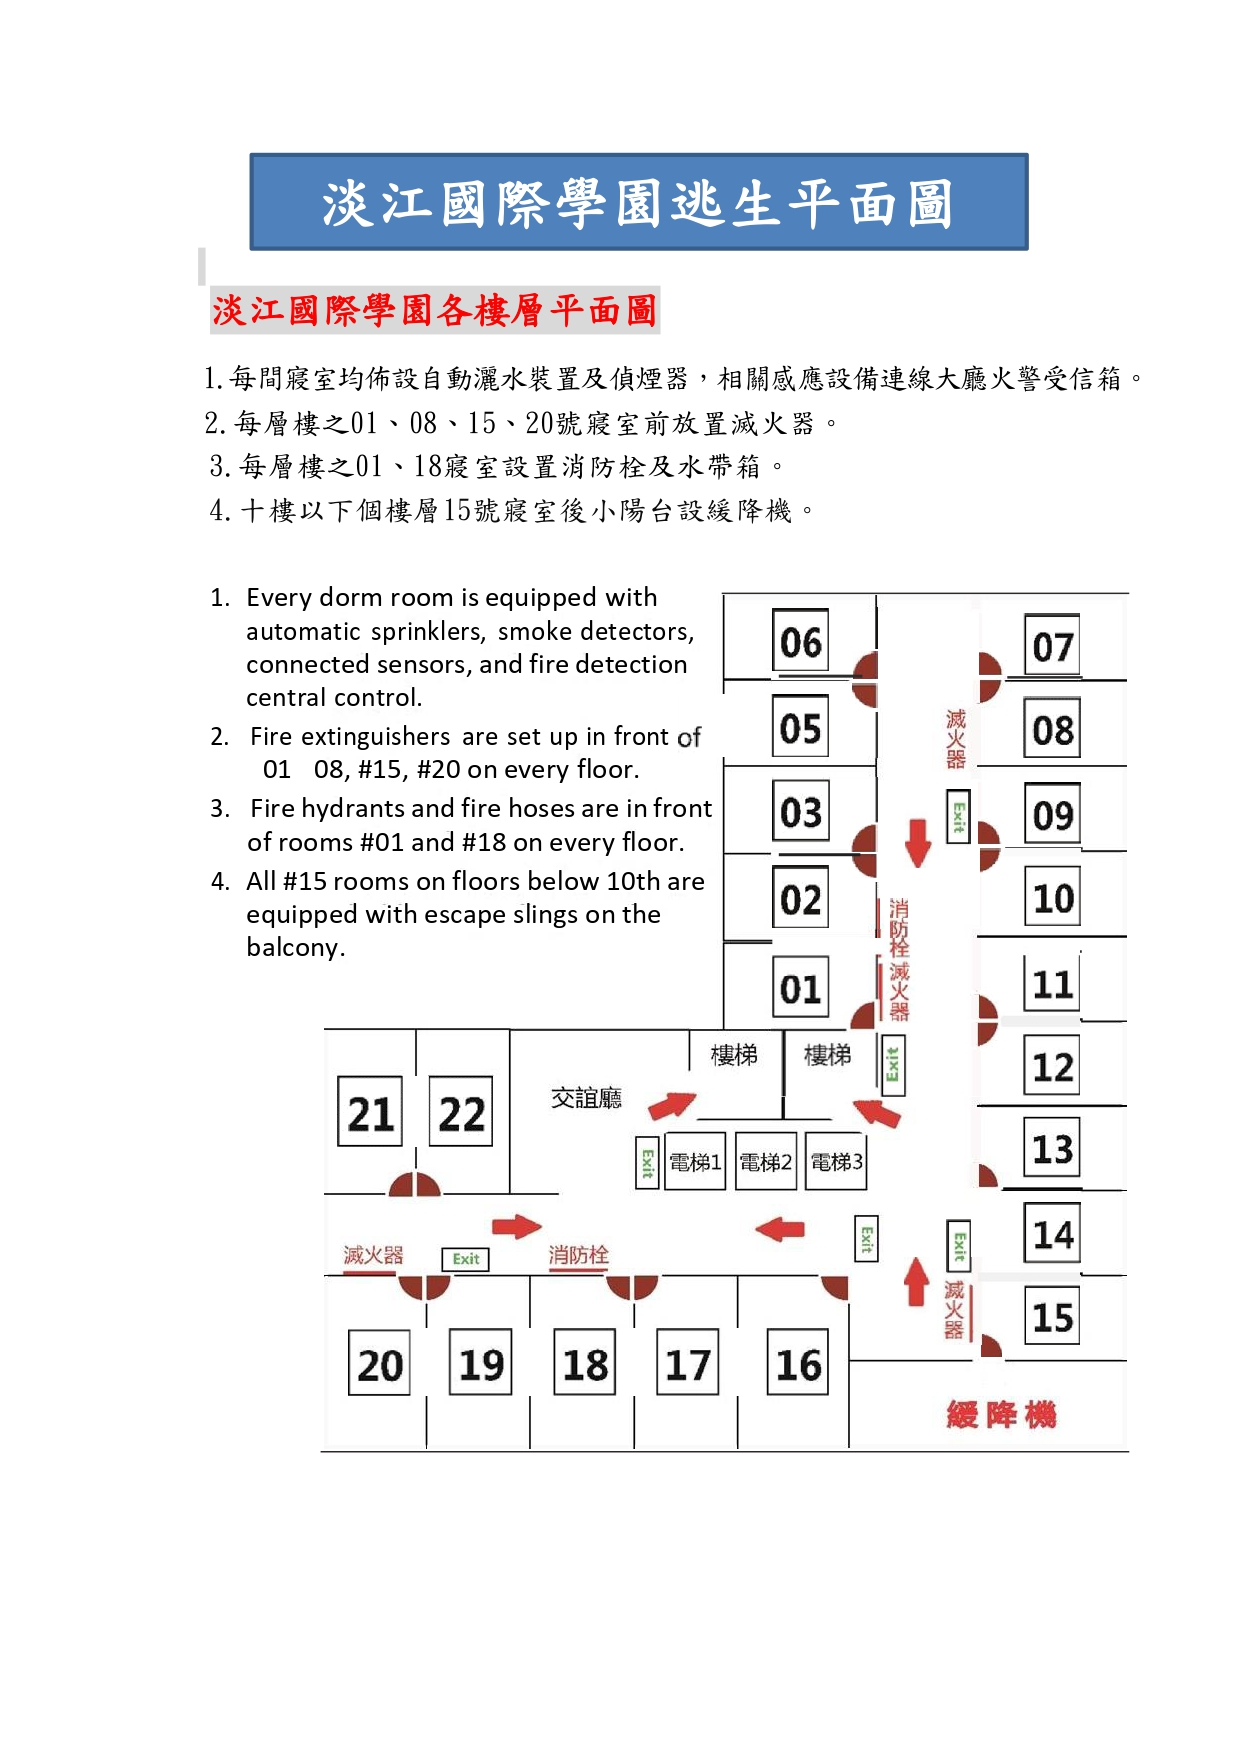 淡江國際學園逃生平面圖
淡江國際學園各樓層平面圖
1.每間寢室均佈設自動灑水裝置及偵煙器，相關感應設備連線大廳火警受信箱。
2.每層樓之01、08、15、20號寢室前放置滅火器。
3.每層樓之01、18寢室設置消防栓及水帶箱。
4.十樓以下個樓層15號寢室後小陽台設緩降機。
1. Every dorm room is equipped with
automatic sprinklers, smoke detectors,
connected sensors, and fire detection
central control.
2. Fire extinguishers are set up in front of
01 08, #15, #20 on every floor.
3. Fire hydrants and fire hoses are in front
of rooms #01 and #18 on every floor.
4. All #15 rooms on floors below 10th are
equipped with escape slings on the
balcony.
06
07
05
滅火器
08
03
Exit
09
02
消防栓
10
01
滅火器
11
樓梯
樓梯
Exit
12
21
22
交誼廳
Exit
電梯1
電梯2
電梯3
13
滅火器
Exit
消防栓
Exit
Exit
14
滅火器
15
20
19
18
17
16
緩降機